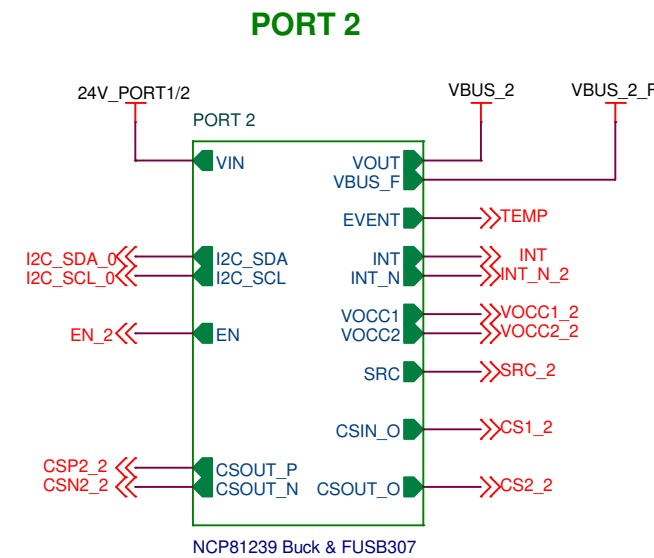 PORT 2
24V_PORT1/2 VBUS_2 VBUS_2_F
PORT 2
VIN VOUT
VBUS_F
EVENT TEMP
I2C_SDA_0 I2C_SDA INT INT
I2C_SCL_0 I2C_SCL INT_N INT_N_2
VOCC1 VOCC1_2
EN_2 EN VOCC2 VOCC2_2
SRC SRC_2
CSIN_O CS1_2
CSP2_2 CSOUT_P
CSN2_2 CSOUT_N CSOUT_O CS2_2
NCP81239 Buck & FUSB307